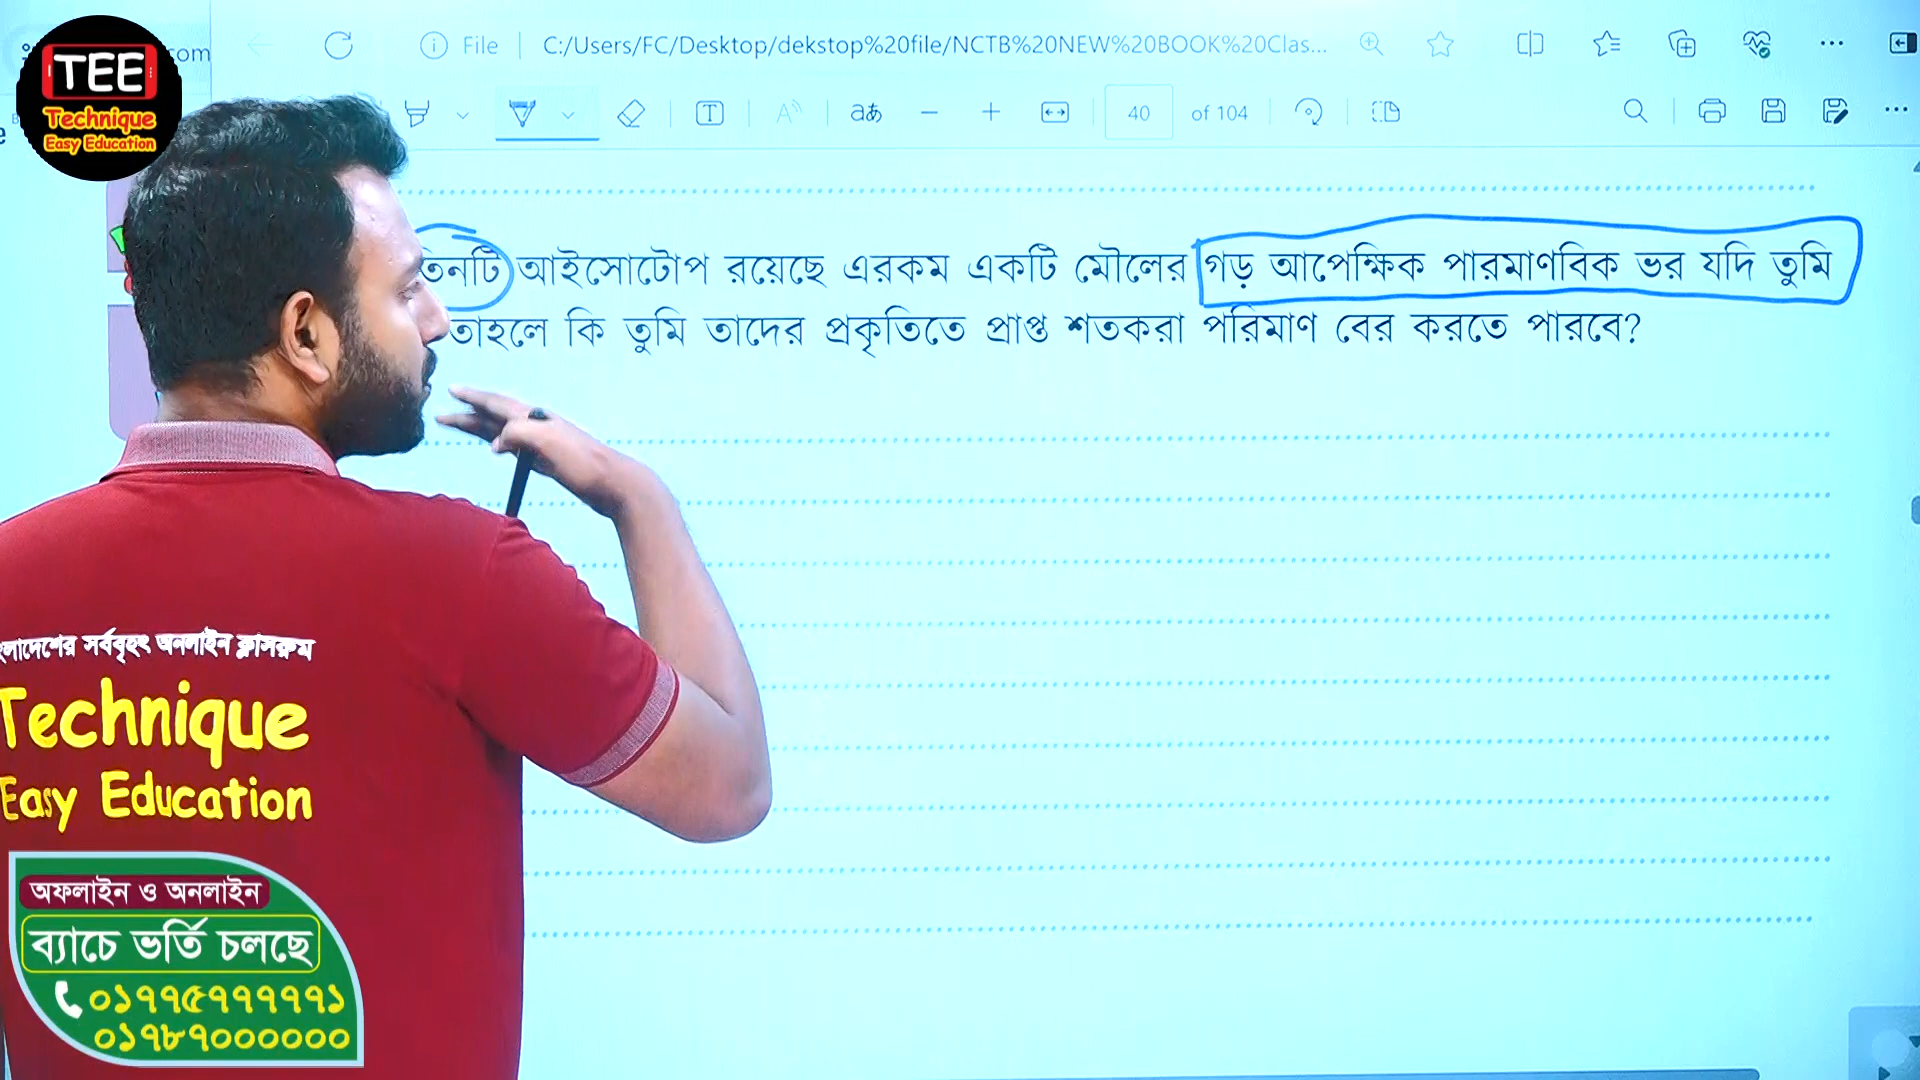 TEE
Technique
Easy Education
com
File
C:/Users/FC/Desktop/dekstop%20file/NCTB%20NEW%20BOOK%20Clas...
40 of 104
তিনটি আইসোটোপ রয়েছে এরকম একটি মৌলের গড় আপেক্ষিক পারমাণবিক ভর যদি তুমি
তাহলে কি তুমি তাদের প্রকৃতিতে প্রাপ্ত শতকরা পরিমাণ বের করতে পারবে?
সর্ববৃহৎ অনলাইন ক্লাসরুম
Technique
Easy Education
অফলাইন ও অনলাইন
ব্যাচে ভর্তি চলছে
০১৭৭৫৭৭৭৭৭১
০১৭৮৭০০০০০০